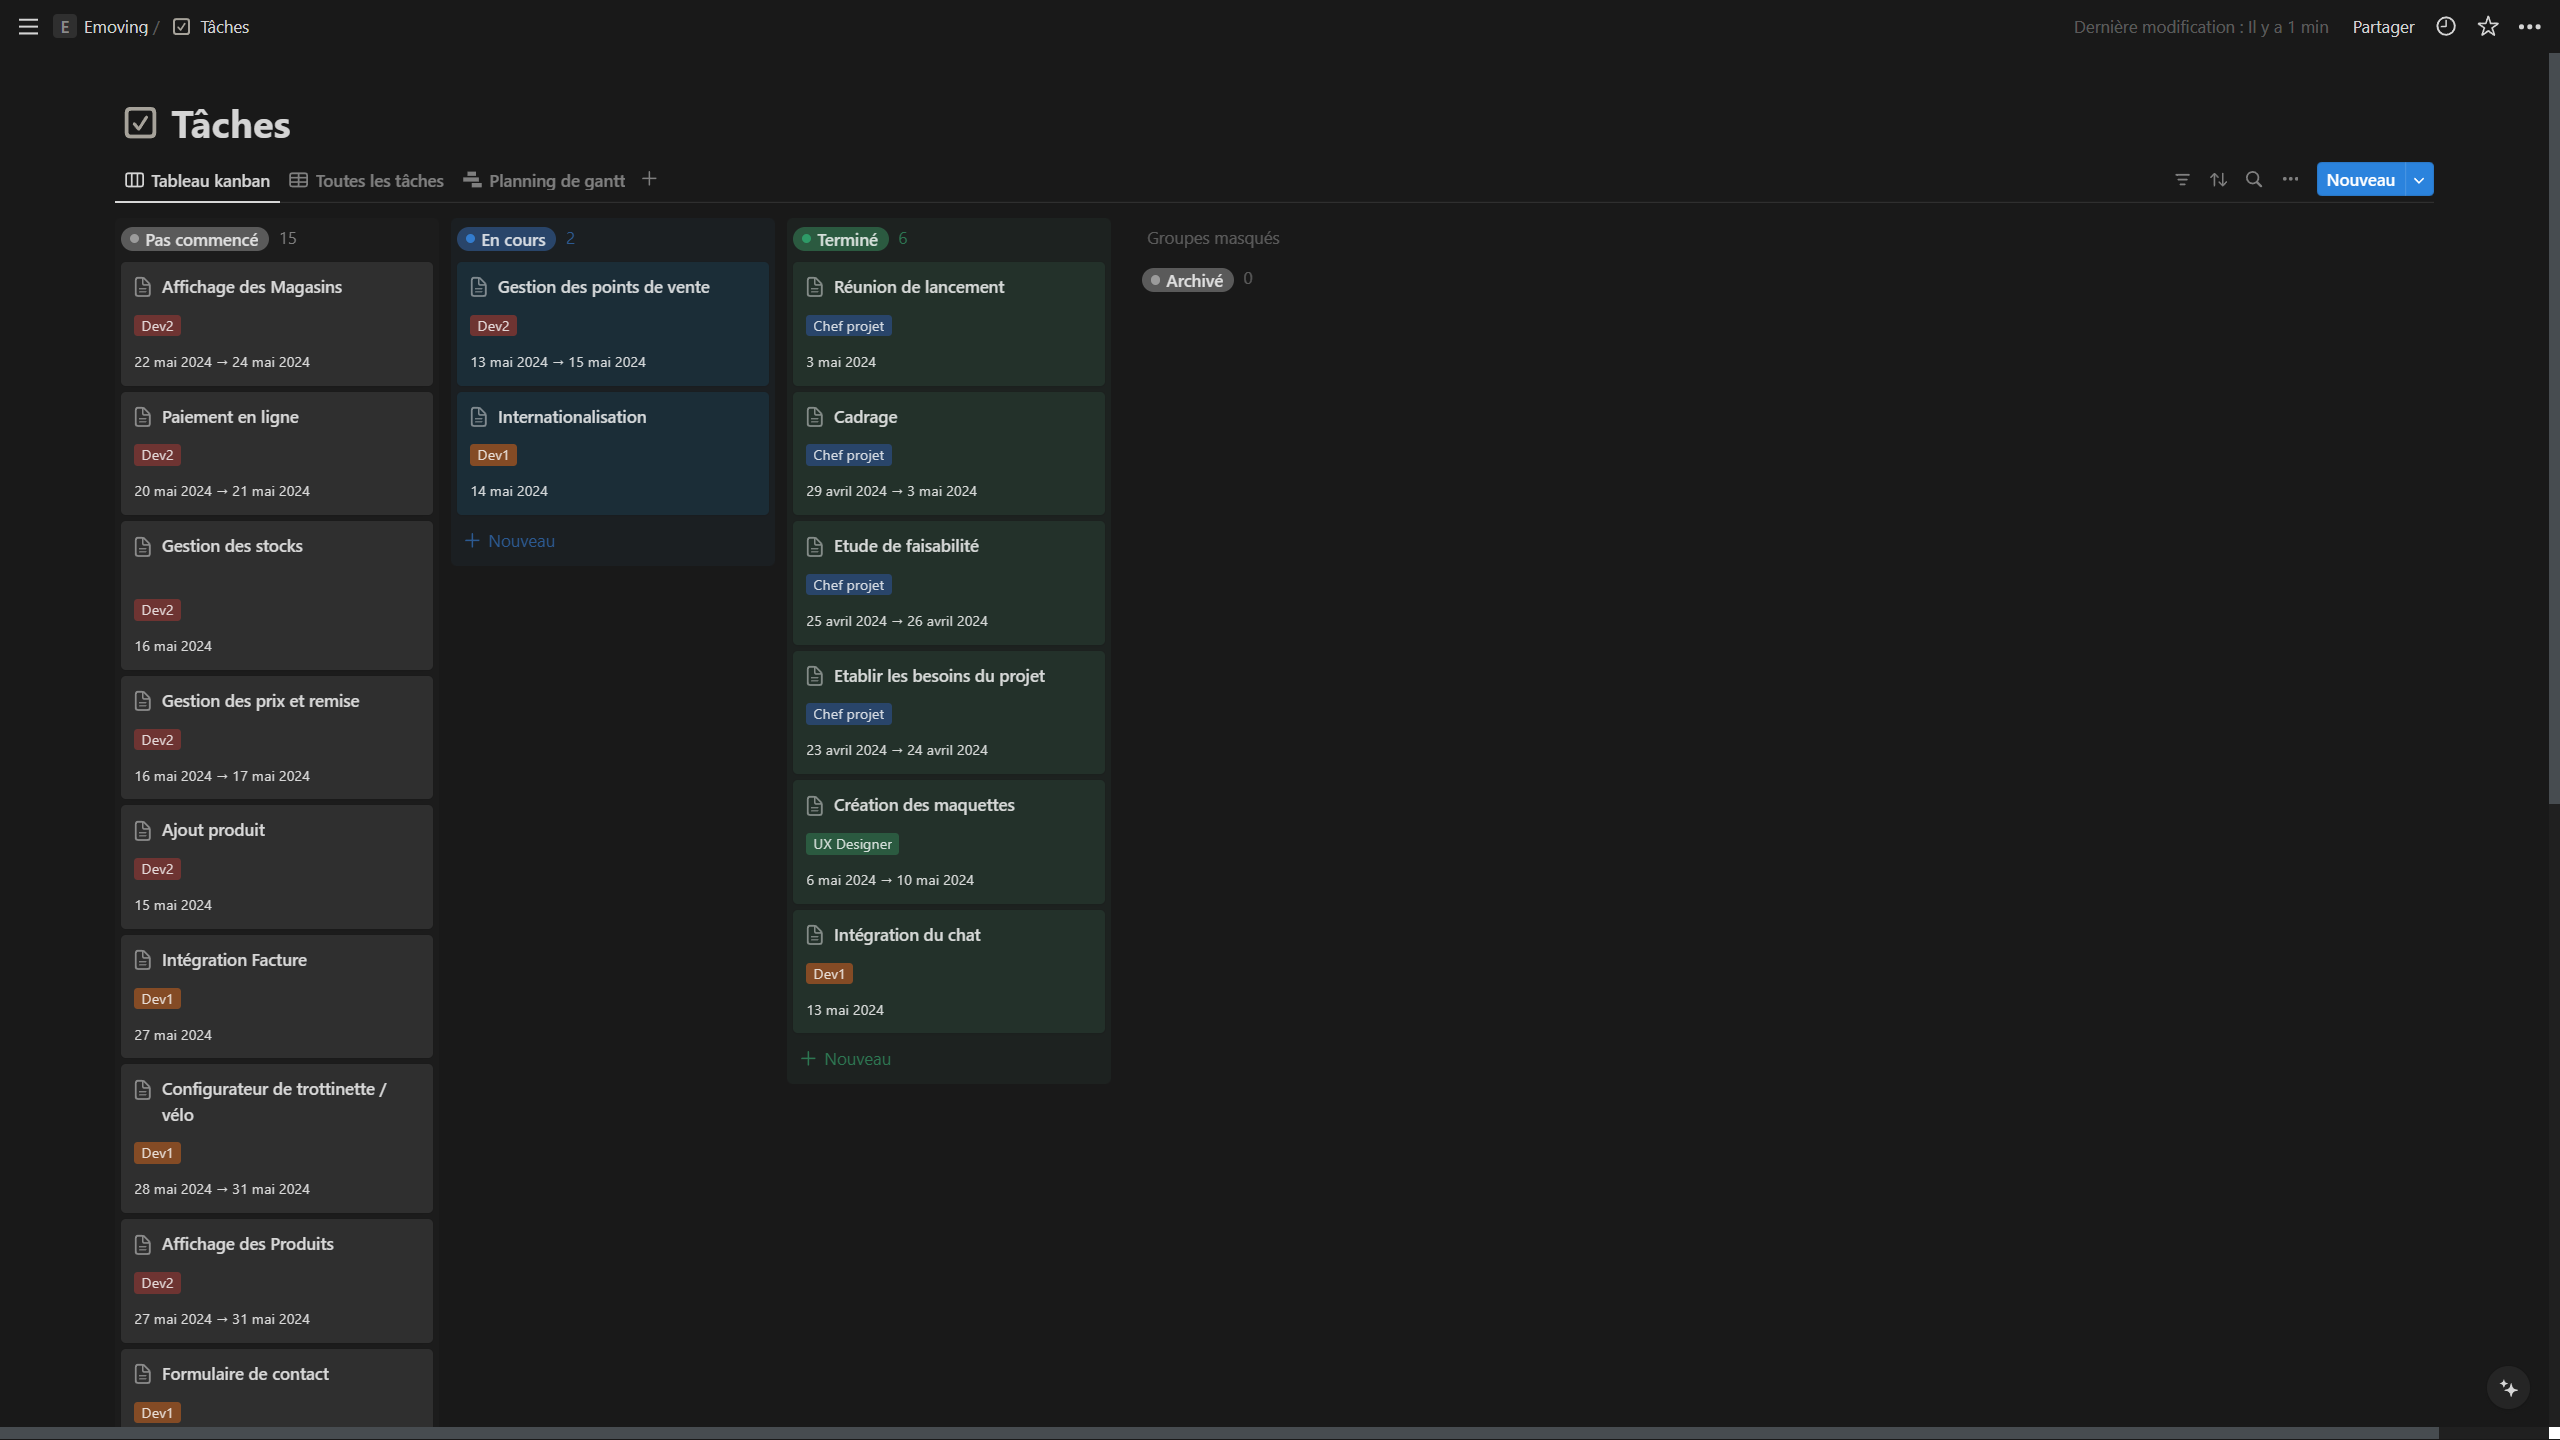 E Emoving / Tâches
Dernière modification : Il y a 1 min Partager
Tâches
Tableau kanban Toutes les tâches Planning de gantt
Nouveau
Pas commencé 15
Affichage des Magasins
Dev2
22 mai 2024 → 24 mai 2024
Paiement en ligne
Dev2
20 mai 2024 → 21 mai 2024
Gestion des stocks
Dev2
16 mai 2024
Gestion des prix et remise
Dev2
16 mai 2024 → 17 mai 2024
Ajout produit
Dev2
15 mai 2024
Intégration Facture
Dev1
27 mai 2024
Configurateur de trottinette /
vélo
Dev1
28 mai 2024 → 31 mai 2024
Affichage des Produits
Dev2
27 mai 2024 → 31 mai 2024
Formulaire de contact
Dev1
En cours 2
Gestion des points de vente
Dev2
13 mai 2024 → 15 mai 2024
Internationalisation
Dev1
14 mai 2024
+ Nouveau
Terminé 6
Réunion de lancement
Chef projet
3 mai 2024
Cadrage
Chef projet
29 avril 2024 → 3 mai 2024
Etude de faisabilité
Chef projet
25 avril 2024 → 26 avril 2024
Etablir les besoins du projet
Chef projet
23 avril 2024 → 24 avril 2024
Création des maquettes
UX Designer
6 mai 2024 → 10 mai 2024
Intégration du chat
Dev1
13 mai 2024
+ Nouveau
Groupes masqués
Archivé 0